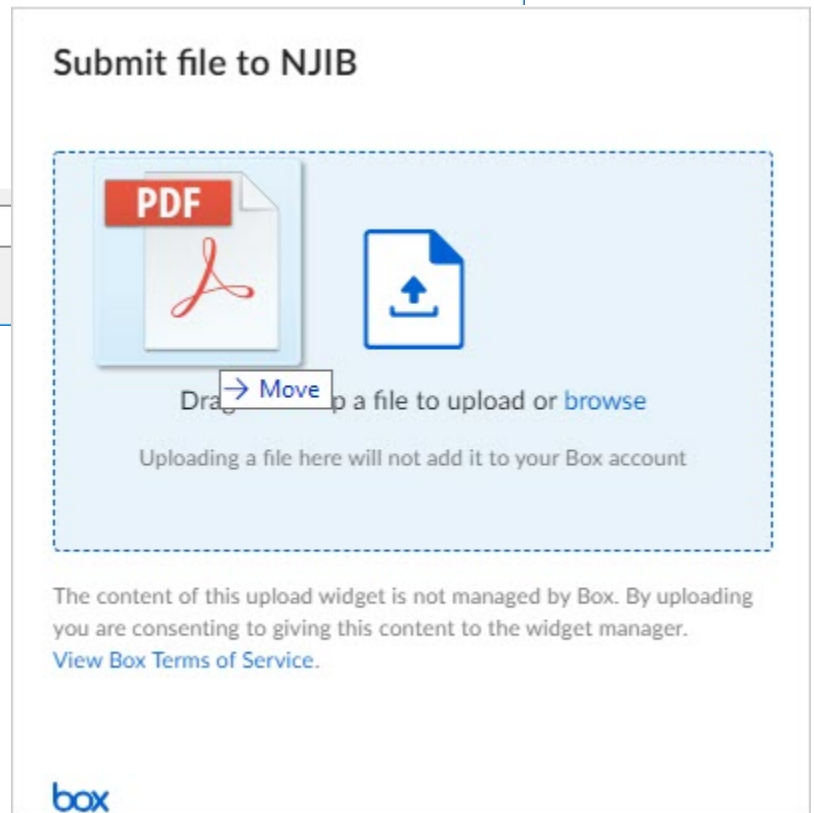 Submit file to NJIB
PDF
→ Move
Dra p a file to upload or browse
Uploading a file here will not add it to your Box account
The content of this upload widget is not managed by Box. By uploading
you are consenting to giving this content to the widget manager.
View Box Terms of Service.
box